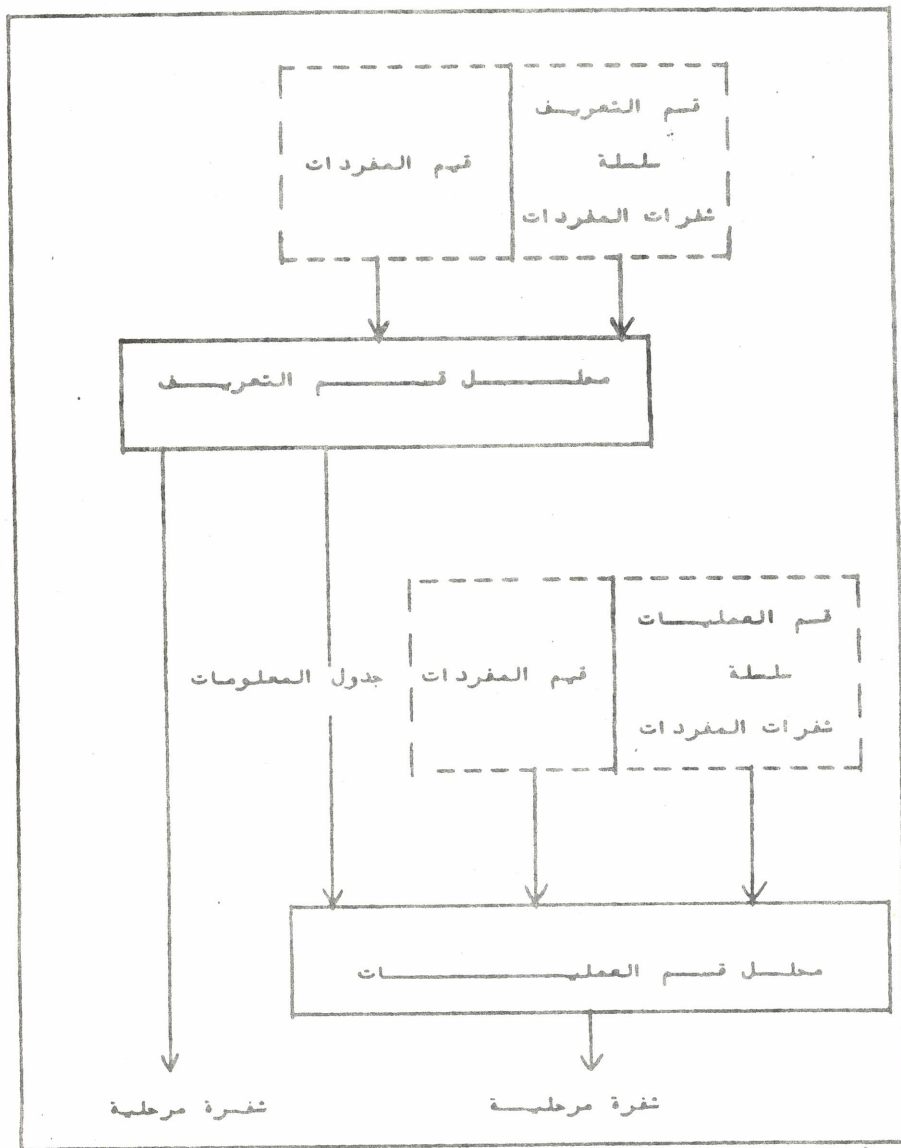 قسم التعريف
سلسلة
شفرات المفردات
قيم المفردات
محلل قسم التعريف
قسم العمليات
سلسلة
شفرات المفردات
قيم المفردات
جدول المعلومات
محلل قسم العمليات
شفرة مرحلية
شفرة مرحلية